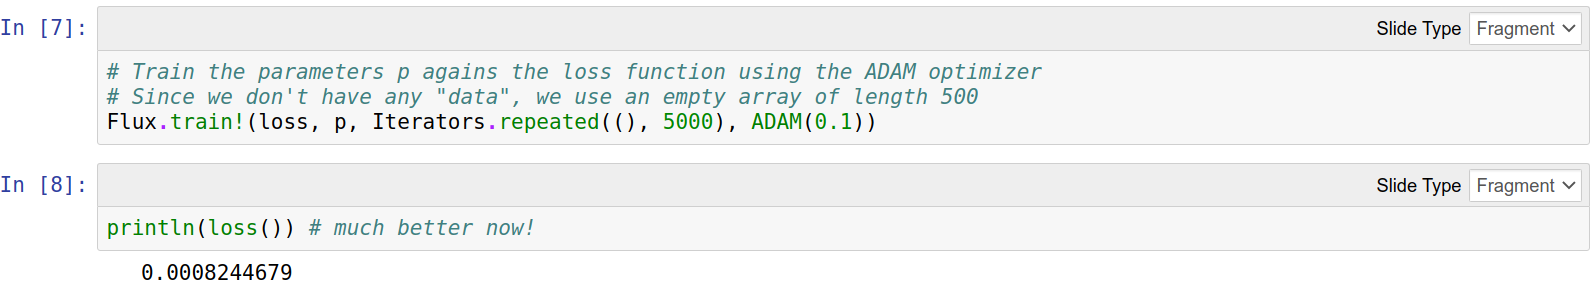 In [7]:
Slide Type Fragment
# Train the parameters p agains the loss function using the ADAM optimizer
# Since we don't have any "data", we use an empty array of length 500
Flux.train!(loss, p, Iterators.repeated((), 5000), ADAM(0.1))
In [8]:
Slide Type Fragment
println(loss()) # much better now!
0.0008244679